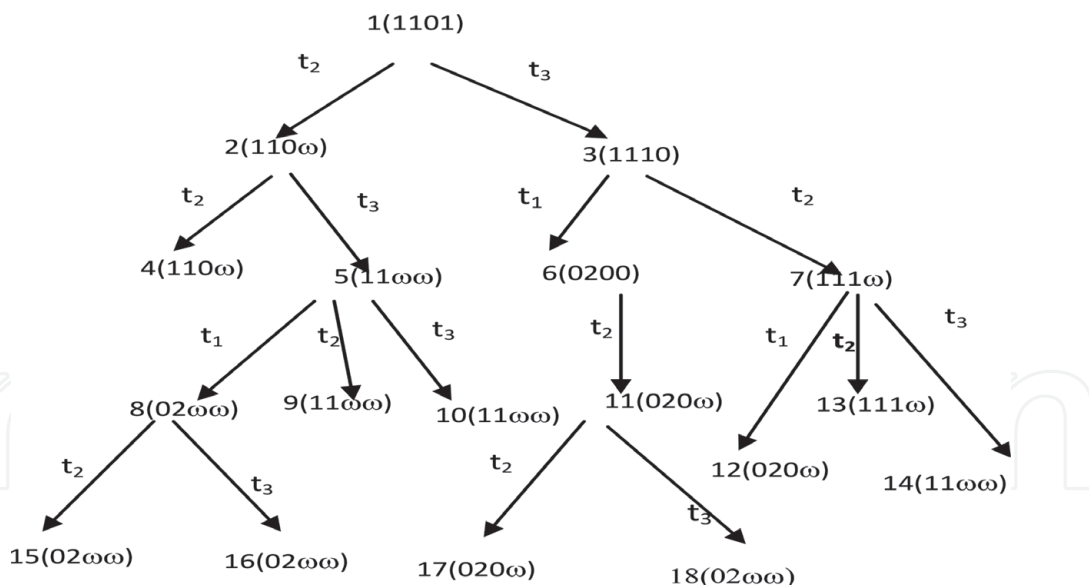 1(1101)
t₂
t₃
2(110ω)
3(1110)
t₂
t₃
t₁
t₂
4(110ω)
5(11ωω)
6(0200)
7(111ω)
t₁
t₂
t₃
t₂
t₁
t₂
t₃
8(02ωω)
9(11ωω)
10(11ωω)
11(020ω)
13(111ω)
12(020ω)
14(11ωω)
t₂
t₃
t₂
t₃
15(02ωω)
16(02ωω)
17(020ω)
18(02ωω)